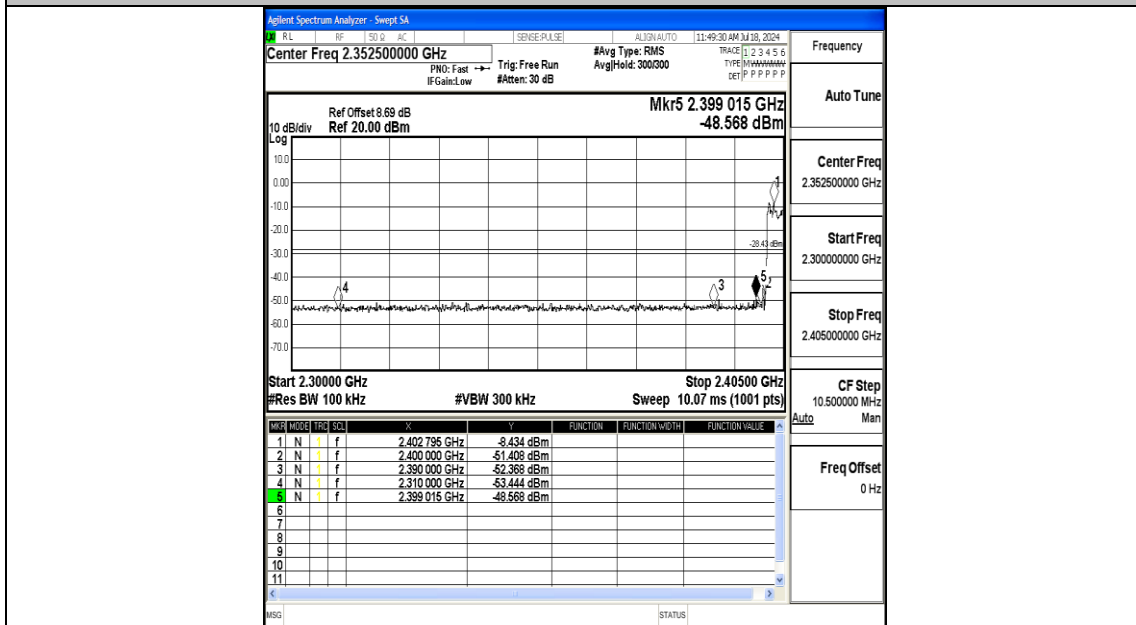 Agilent Spectrum Analyzer - Swept SA
RL RF 50 Ω AC SENSE:PULSE ALIGN AUTO 11:49:30 AM Jul 18, 2024
Center Freq 2.352500000 GHz
PNO: Fast
IFGain:Low
Trig: Free Run
#Atten: 30 dB
#Avg Type: RMS
Avg|Hold: 300/300
TRACE 1 2 3 4 5 6
TYPE M
DET P P P P P P
Ref Offset 8.69 dB
10 dB/div Ref 20.00 dBm
Log
Mkr5 2.399 015 GHz
-48.568 dBm
10.0
0.00
-10.0
-20.0
-30.0
-40.0
-50.0
-60.0
-70.0
1
-28.43 dBm
4
3
5
2
Start 2.30000 GHz Stop 2.40500 GHz
#Res BW 100 kHz #VBW 300 kHz Sweep 10.07 ms (1001 pts)
MKR MODE TRC SCL X Y FUNCTION FUNCTION WIDTH FUNCTION VALUE
1 N 1 f 2.402 795 GHz -8.434 dBm
2 N 1 f 2.400 000 GHz -51.408 dBm
3 N 1 f 2.390 000 GHz -52.368 dBm
4 N 1 f 2.310 000 GHz -53.444 dBm
5 N 1 f 2.399 015 GHz -48.568 dBm
6
7
8
9
10
11
MSG STATUS
Frequency
Auto Tune
Center Freq
2.352500000 GHz
Start Freq
2.300000000 GHz
Stop Freq
2.405000000 GHz
CF Step
10.500000 MHz
Auto Man
Freq Offset
0 Hz